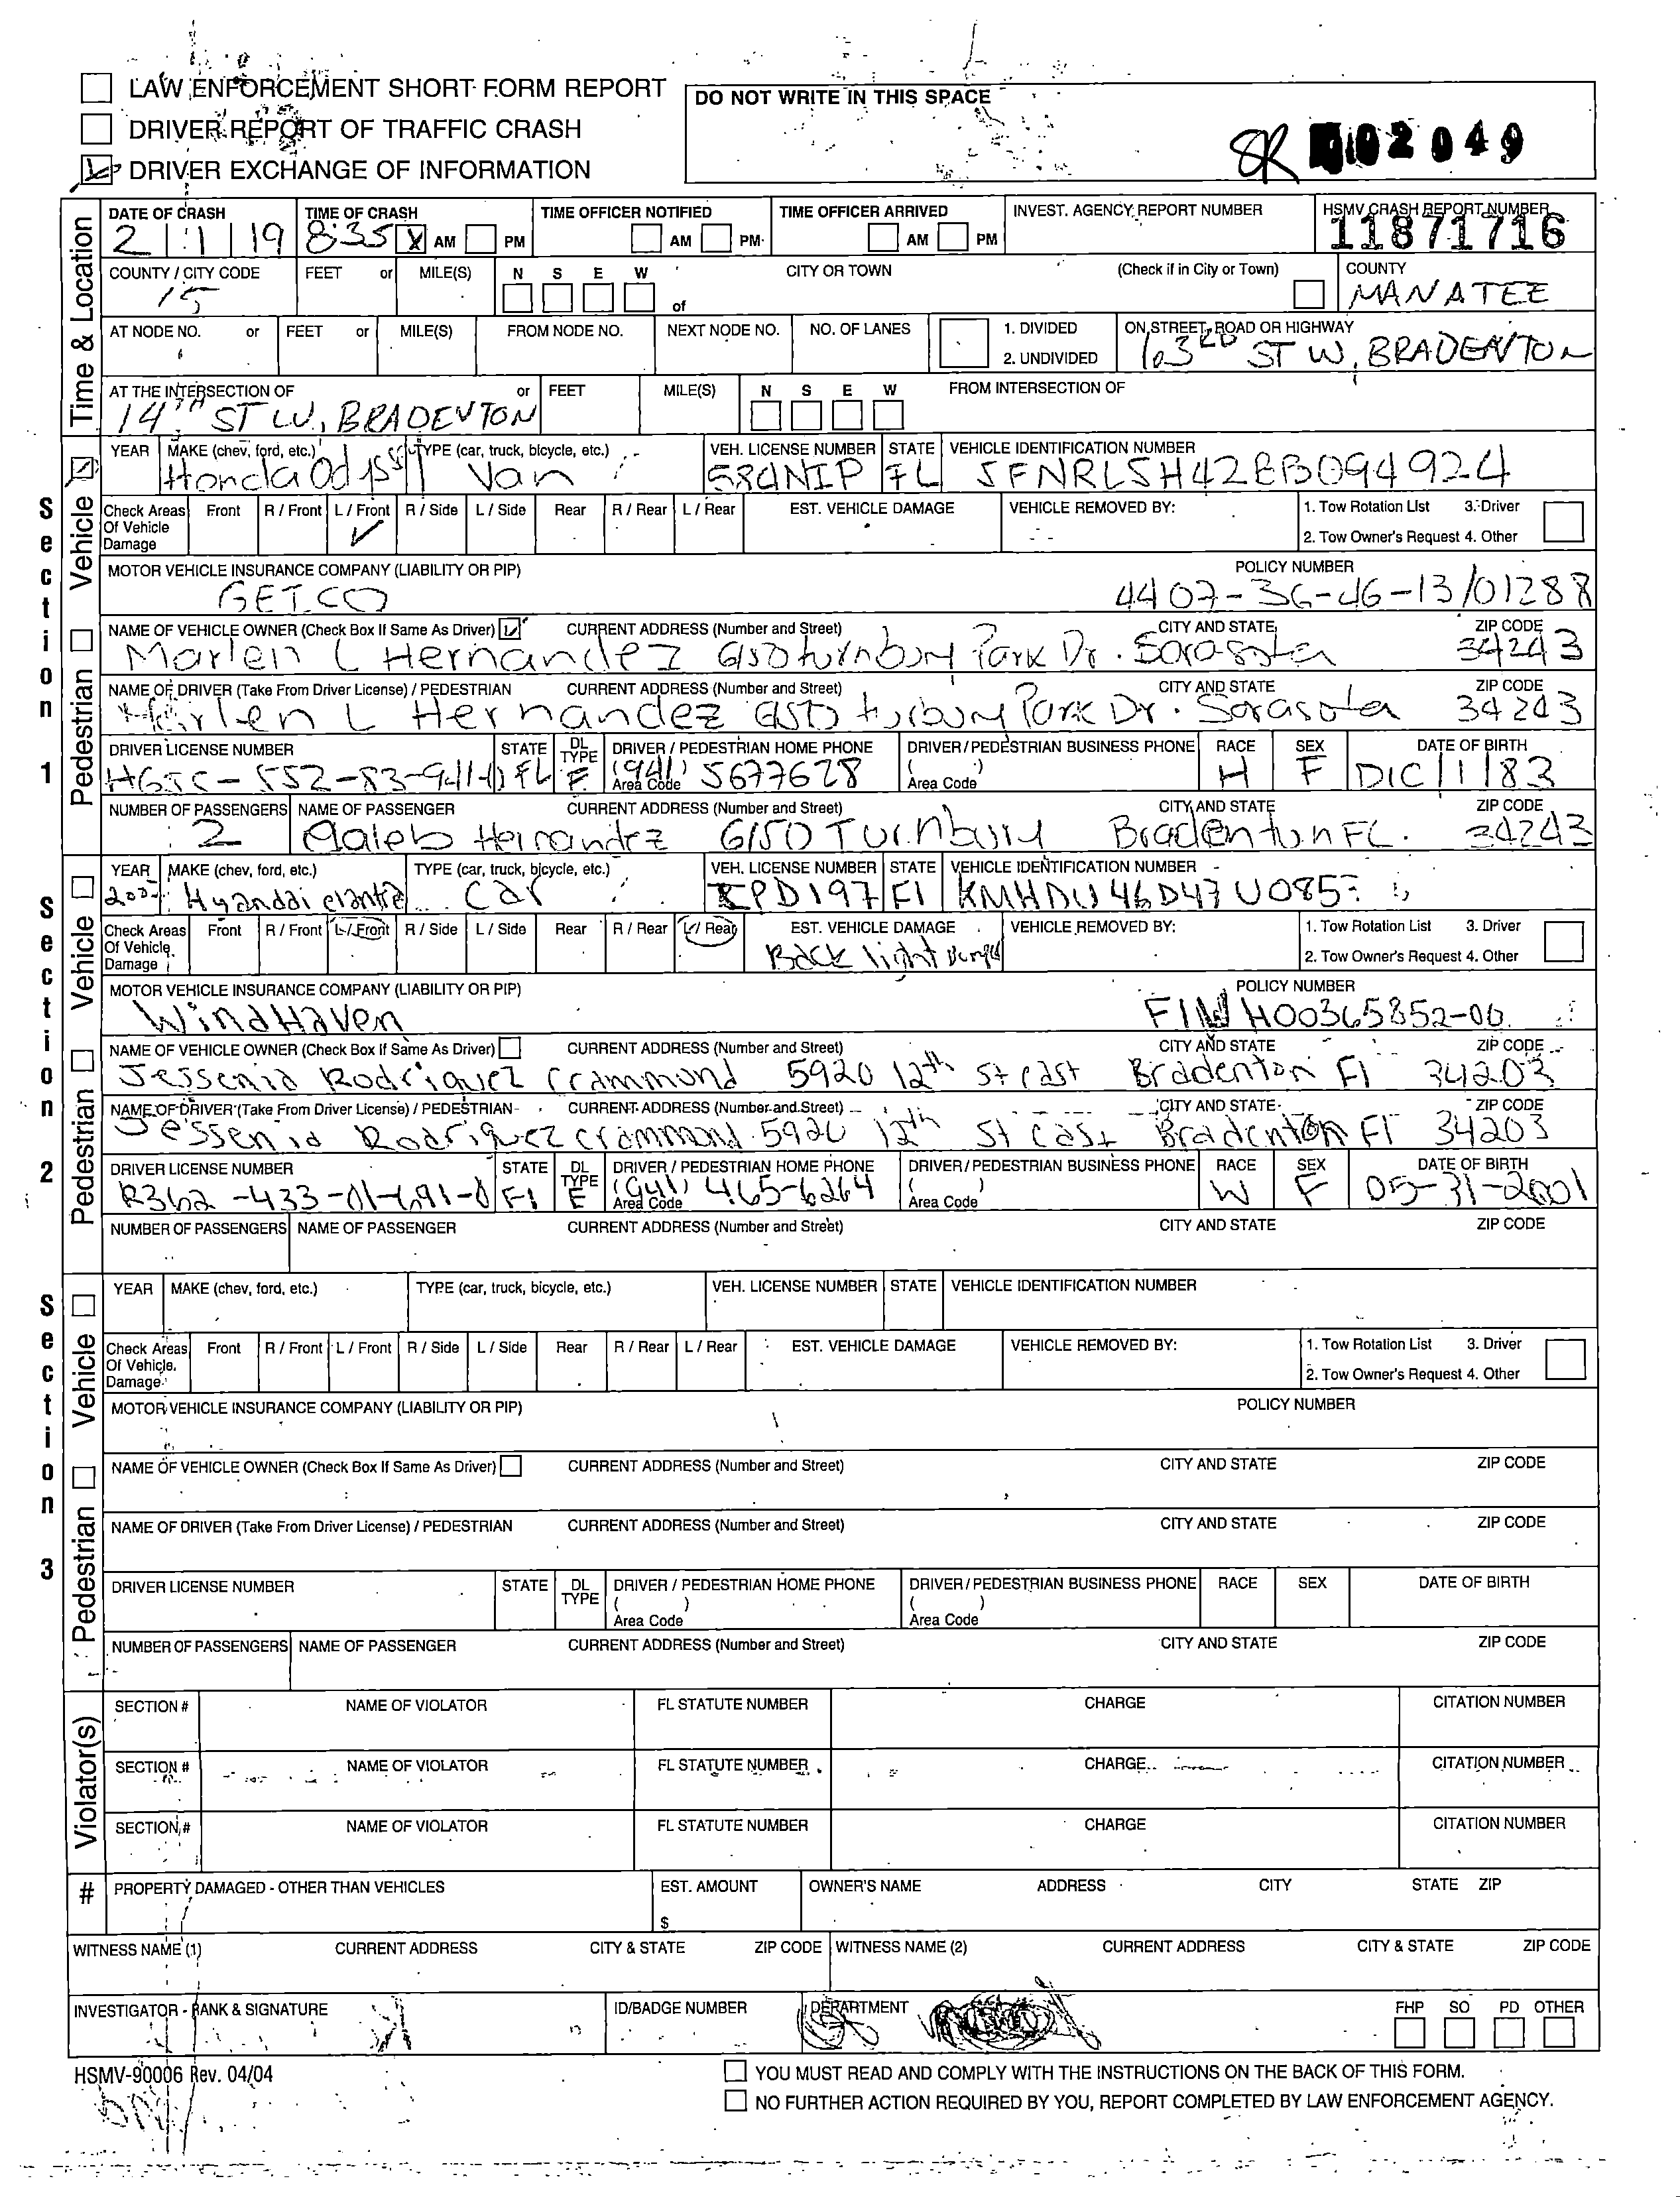 LAW ENFORCEMENT SHORT FORM REPORT
DRIVER REPORT OF TRAFFIC CRASH
DRIVER EXCHANGE OF INFORMATION
DO NOT WRITE IN THIS SPACE
02049
Time & Location
DATE OF CRASH TIME OF CRASH TIME OFFICER NOTIFIED TIME OFFICER ARRIVED INVEST. AGENCY REPORT NUMBER HSMV CRASH REPORT NUMBER
2 1 19 8:35 X AM PM AM PM AM PM 11871716
COUNTY / CITY CODE FEET or MILE(S) N S E W of CITY OR TOWN (Check if in City or Town) COUNTY
15 MANATEE
AT NODE NO. or FEET or MILE(S) FROM NODE NO. NEXT NODE NO. NO. OF LANES 1. DIVIDED 2. UNDIVIDED ON STREET, ROAD OR HIGHWAY
63RD ST W, BRADENTON
AT THE INTERSECTION OF or FEET MILE(S) N S E W FROM INTERSECTION OF
14TH ST W, BRADENTON
Section 1
Vehicle Pedestrian
YEAR MAKE (chev, ford, etc.) TYPE (car, truck, bicycle, etc.) VEH. LICENSE NUMBER STATE VEHICLE IDENTIFICATION NUMBER
Honda Van FL
Check Areas Of Vehicle Damage Front R / Front L / Front R / Side L / Side Rear R / Rear L / Rear EST. VEHICLE DAMAGE VEHICLE REMOVED BY: 1. Tow Rotation List 3. Driver
2. Tow Owner's Request 4. Other
MOTOR VEHICLE INSURANCE COMPANY (LIABILITY OR PIP) POLICY NUMBER
GEICO 4407-36-46-13/01288
NAME OF VEHICLE OWNER (Check Box If Same As Driver) CURRENT ADDRESS (Number and Street) CITY AND STATE ZIP CODE
Marlen L Hernandez 6150 turnbury Park Dr. Sarasota 34243
NAME OF DRIVER (Take From Driver License) / PEDESTRIAN CURRENT ADDRESS (Number and Street) CITY AND STATE ZIP CODE
Marlen L Hernandez Park Dr. Sarasota 34243
DRIVER LICENSE NUMBER STATE DL TYPE DRIVER / PEDESTRIAN HOME PHONE DRIVER / PEDESTRIAN BUSINESS PHONE RACE SEX DATE OF BIRTH
FL E (941) 5677628 Area Code ( ) Area Code H F DIC/1/83
NUMBER OF PASSENGERS NAME OF PASSENGER CURRENT ADDRESS (Number and Street) CITY AND STATE ZIP CODE
2 Hernandez 6150 Turnbury Bradenton FL. 34243
Section 2
Vehicle Pedestrian
YEAR MAKE (chev, ford, etc.) TYPE (car, truck, bicycle, etc.) VEH. LICENSE NUMBER STATE VEHICLE IDENTIFICATION NUMBER
Hyandai elantra car Fl
Check Areas Of Vehicle Damage Front R / Front L / Front R / Side L / Side Rear R / Rear L / Rear EST. VEHICLE DAMAGE VEHICLE REMOVED BY: 1. Tow Rotation List 3. Driver
Back light 2. Tow Owner's Request 4. Other
MOTOR VEHICLE INSURANCE COMPANY (LIABILITY OR PIP) POLICY NUMBER
WindHaven H00365852-00
NAME OF VEHICLE OWNER (Check Box If Same As Driver) CURRENT ADDRESS (Number and Street) CITY AND STATE ZIP CODE
Jessenia Rodriguez Crammond 5920 12th St east Bradenton Fl 34203
NAME OF DRIVER (Take From Driver License) / PEDESTRIAN CURRENT ADDRESS (Number and Street) CITY AND STATE ZIP CODE
Jessenia Rodriguez crammond 5920 12th St east Bradenton Fl 34203
DRIVER LICENSE NUMBER STATE DL TYPE DRIVER / PEDESTRIAN HOME PHONE DRIVER / PEDESTRIAN BUSINESS PHONE RACE SEX DATE OF BIRTH
Fl E (941) 465-6264 Area Code ( ) Area Code W F 05-31-2001
NUMBER OF PASSENGERS NAME OF PASSENGER CURRENT ADDRESS (Number and Street) CITY AND STATE ZIP CODE
Section 3
Vehicle Pedestrian
YEAR MAKE (chev, ford, etc.) TYPE (car, truck, bicycle, etc.) VEH. LICENSE NUMBER STATE VEHICLE IDENTIFICATION NUMBER
Check Areas Of Vehicle Damage Front R / Front L / Front R / Side L / Side Rear R / Rear L / Rear EST. VEHICLE DAMAGE VEHICLE REMOVED BY: 1. Tow Rotation List 3. Driver
2. Tow Owner's Request 4. Other
MOTOR VEHICLE INSURANCE COMPANY (LIABILITY OR PIP) POLICY NUMBER
NAME OF VEHICLE OWNER (Check Box If Same As Driver) CURRENT ADDRESS (Number and Street) CITY AND STATE ZIP CODE
NAME OF DRIVER (Take From Driver License) / PEDESTRIAN CURRENT ADDRESS (Number and Street) CITY AND STATE ZIP CODE
DRIVER LICENSE NUMBER STATE DL TYPE DRIVER / PEDESTRIAN HOME PHONE DRIVER / PEDESTRIAN BUSINESS PHONE RACE SEX DATE OF BIRTH
( ) Area Code ( ) Area Code
NUMBER OF PASSENGERS NAME OF PASSENGER CURRENT ADDRESS (Number and Street) CITY AND STATE ZIP CODE
Violator(s)
SECTION # NAME OF VIOLATOR FL STATUTE NUMBER CHARGE CITATION NUMBER
SECTION # NAME OF VIOLATOR FL STATUTE NUMBER CHARGE CITATION NUMBER
SECTION # NAME OF VIOLATOR FL STATUTE NUMBER CHARGE CITATION NUMBER
# PROPERTY DAMAGED - OTHER THAN VEHICLES EST. AMOUNT $ OWNER'S NAME ADDRESS CITY STATE ZIP
WITNESS NAME (1) CURRENT ADDRESS CITY & STATE ZIP CODE WITNESS NAME (2) CURRENT ADDRESS CITY & STATE ZIP CODE
INVESTIGATOR - RANK & SIGNATURE ID/BADGE NUMBER DEPARTMENT FHP SO PD OTHER
HSMV-90006 Rev. 04/04
YOU MUST READ AND COMPLY WITH THE INSTRUCTIONS ON THE BACK OF THIS FORM.
NO FURTHER ACTION REQUIRED BY YOU, REPORT COMPLETED BY LAW ENFORCEMENT AGENCY.